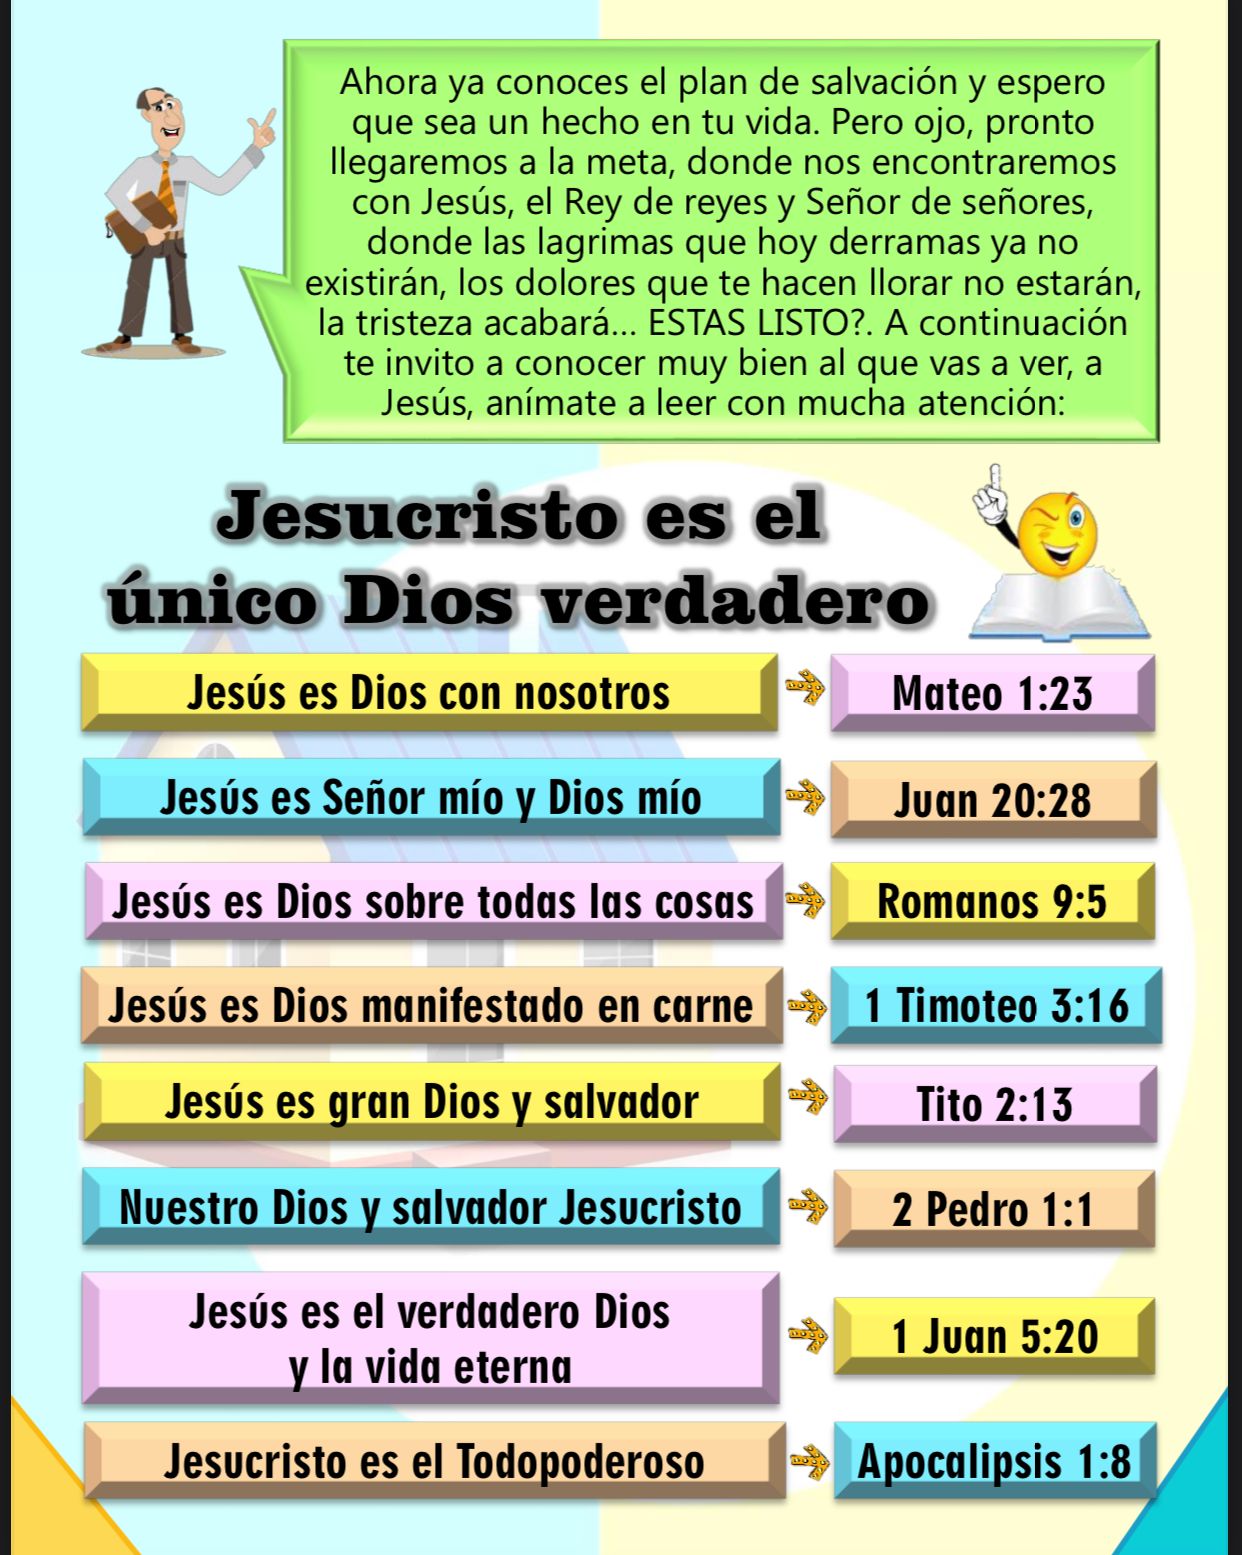 Ahora ya conoces el plan de salvación y espero
que sea un hecho en tu vida. Pero ojo, pronto
llegaremos a la meta, donde nos encontraremos
con Jesús, el Rey de reyes y Señor de señores,
donde las lagrimas que hoy derramas ya no
existirán, los dolores que te hacen llorar no estarán,
la tristeza acabará... ESTAS LISTO?. A continuación
te invito a conocer muy bien al que vas a ver, a
Jesús, anímate a leer con mucha atención:
Jesucristo es el
único Dios verdadero
Jesús es Dios con nosotros
Mateo 1:23
Jesús es Señor mío y Dios mío
Juan 20:28
Jesús es Dios sobre todas las cosas
Romanos 9:5
Jesús es Dios manifestado en carne
1 Timoteo 3:16
Jesús es gran Dios y salvador
Tito 2:13
Nuestro Dios y salvador Jesucristo
2 Pedro 1:1
Jesús es el verdadero Dios
y la vida eterna
1 Juan 5:20
Jesucristo es el Todopoderoso
Apocalipsis 1:8